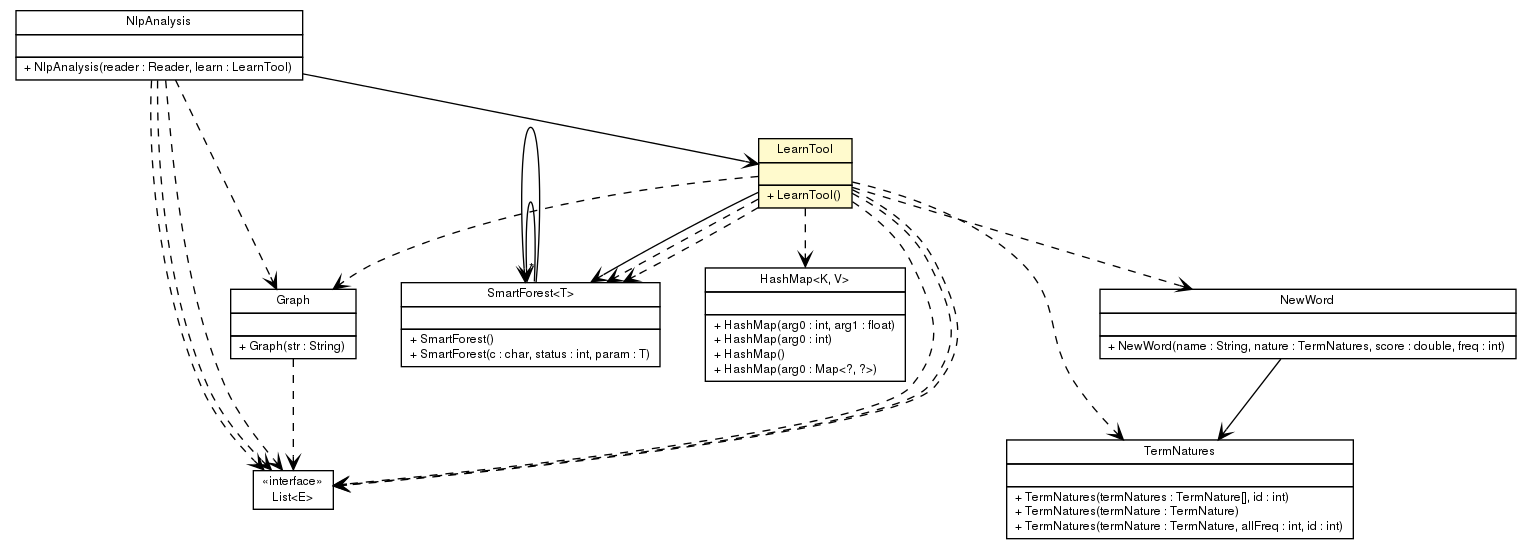 NlpAnalysis
+ NlpAnalysis(reader : Reader, learn : LearnTool)
LearnTool
+ LearnTool()
Graph
+ Graph(str : String)
SmartForest<T>
+ SmartForest()
+ SmartForest(c : char, status : int, param : T)
HashMap<K, V>
+ HashMap(arg0 : int, arg1 : float)
+ HashMap(arg0 : int)
+ HashMap()
+ HashMap(arg0 : Map<?, ?>)
NewWord
+ NewWord(name : String, nature : TermNatures, score : double, freq : int)
«interface»
List<E>
TermNatures
+ TermNatures(termNatures : TermNature[], id : int)
+ TermNatures(termNature : TermNature)
+ TermNatures(termNature : TermNature, allFreq : int, id : int)